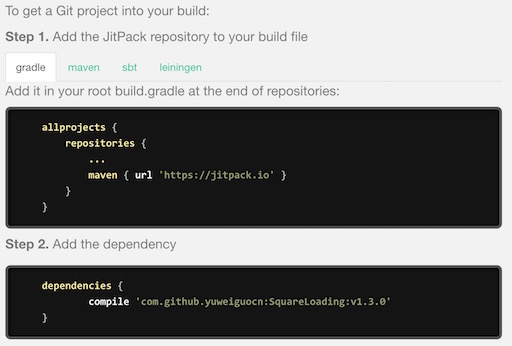 To get a Git project into your build:
Step 1. Add the JitPack repository to your build file
gradle maven sbt leiningen
Add it in your root build.gradle at the end of repositories:
allprojects {
repositories {
...
maven { url 'https://jitpack.io' }
}
}
Step 2. Add the dependency
dependencies {
compile 'com.github.yuweiguocn:SquareLoading:v1.3.0'
}